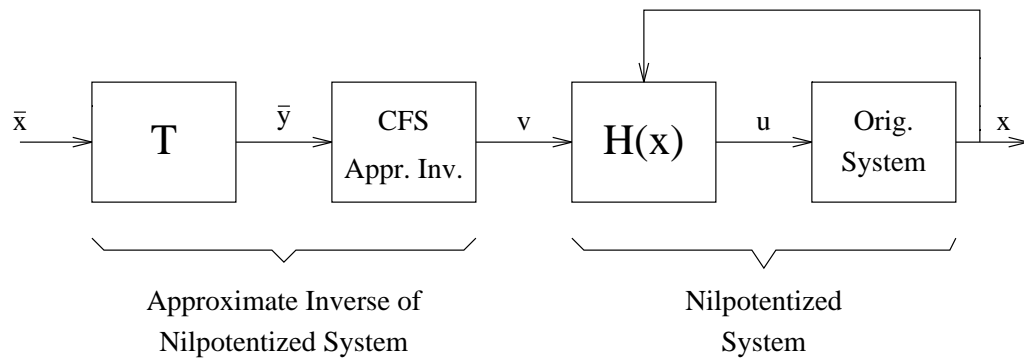 x̄
T
ȳ
CFS
Appr. Inv.
v
H(x)
u
Orig.
System
x
Approximate Inverse of
Nilpotentized System
Nilpotentized
System